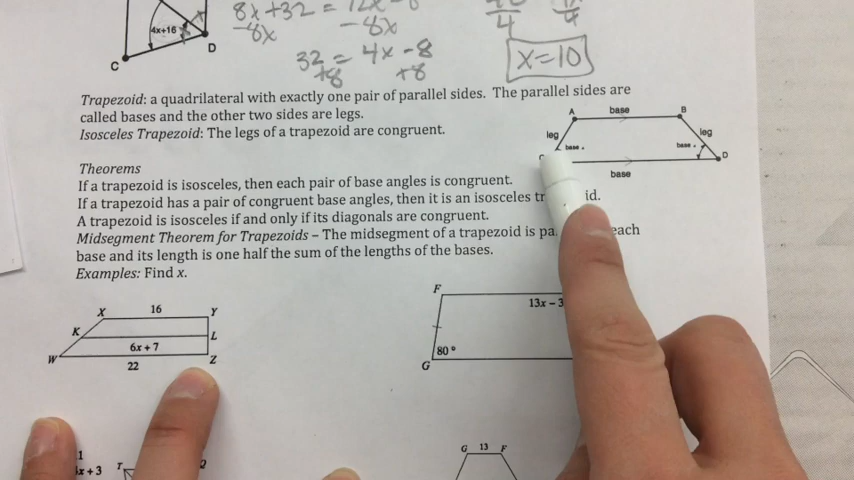 8x+32 =
-8x
-8x
32 = 4x-8
+8
+8
4
4
x=10
4x+16
C
D
Trapezoid: a quadrilateral with exactly one pair of parallel sides. The parallel sides are
called bases and the other two sides are legs.
Isosceles Trapezoid: The legs of a trapezoid are congruent.
A
base
B
leg
leg
base
base
D
base
Theorems
If a trapezoid is isosceles, then each pair of base angles is congruent.
If a trapezoid has a pair of congruent base angles, then it is an isosceles
A trapezoid is isosceles if and only if its diagonals are congruent.
Midsegment Theorem for Trapezoids – The midsegment of a trapezoid is each
base and its length is one half the sum of the lengths of the bases.
Examples: Find x.
X
16
Y
K
L
6x+7
W
22
Z
F
13x − 3
80°
G
G 13 F
T